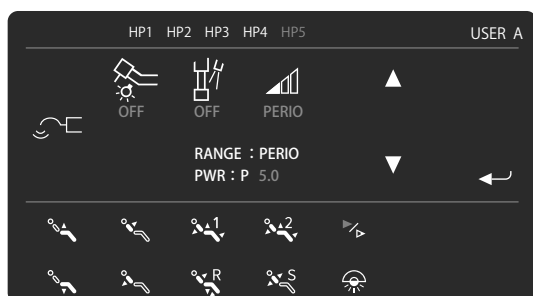 HP1 HP2 HP3 HP4 HP5 USER A
OFF OFF PERIO
RANGE : PERIO
PWR : P 5.0
1 2
R S